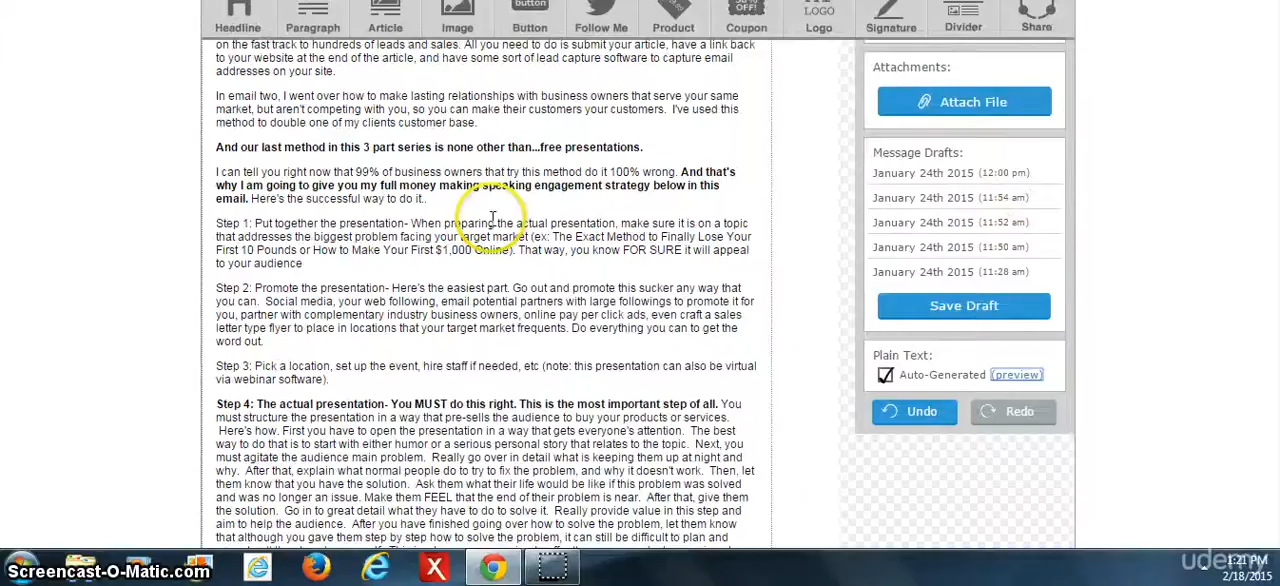 button
OFF!
LOGO
Headline Paragraph Article Image Button Follow Me Product Coupon Logo Signature Divider Share
on the fast track to hundreds of leads and sales. All you need to do is submit your article, have a link back
to your website at the end of the article, and have some sort of lead capture software to capture email
addresses on your site.
In email two, I went over how to make lasting relationships with business owners that serve your same
market, but aren't competing with you, so you can make their customers your customers. I've used this
method to double one of my clients customer base.
And our last method in this 3 part series is none other than...free presentations.
I can tell you right now that 99% of business owners that try this method do it 100% wrong. And that's
why I am going to give you my full money making speaking engagement strategy below in this
email. Here's the successful way to do it..
Step 1: Put together the presentation- When preparing the actual presentation, make sure it is on a topic
that addresses the biggest problem facing your target market (ex: The Exact Method to Finally Lose Your
First 10 Pounds or How to Make Your First $1,000 Online). That way, you know FOR SURE it will appeal
to your audience
Step 2: Promote the presentation- Here's the easiest part. Go out and promote this sucker any way that
you can. Social media, your web following, email potential partners with large followings to promote it for
you, partner with complementary industry business owners, online pay per click ads, even craft a sales
letter type flyer to place in locations that your target market frequents. Do everything you can to get the
word out.
Step 3: Pick a location, set up the event, hire staff if needed, etc (note: this presentation can also be virtual
via webinar software).
Step 4: The actual presentation- You MUST do this right. This is the most important step of all. You
must structure the presentation in a way that pre-sells the audience to buy your products or services.
Here's how. First you have to open the presentation in a way that gets everyone's attention. The best
way to do that is to start with either humor or a serious personal story that relates to the topic. Next, you
must agitate the audience main problem. Really go over in detail what is keeping them up at night and
why. After that, explain what normal people do to try to fix the problem, and why it doesn't work. Then, let
them know that you have the solution. Ask them what their life would be like if this problem was solved
and was no longer an issue. Make them FEEL that the end of their problem is near. After that, give them
the solution. Go in to great detail what they have to do to solve it. Really provide value in this step and
aim to help the audience. After you have finished going over how to solve the problem, let them know
that although you gave them step by step how to solve the problem, it can still be difficult to plan and
Attachments:
Attach File
Message Drafts:
January 24th 2015 (12:00 pm)
January 24th 2015 (11:54 am)
January 24th 2015 (11:52 am)
January 24th 2015 (11:50 am)
January 24th 2015 (11:28 am)
Save Draft
Plain Text:
Auto-Generated (preview)
Undo Redo
Screencast-O-Matic.com
udemy
1:21 PM
2/18/2015